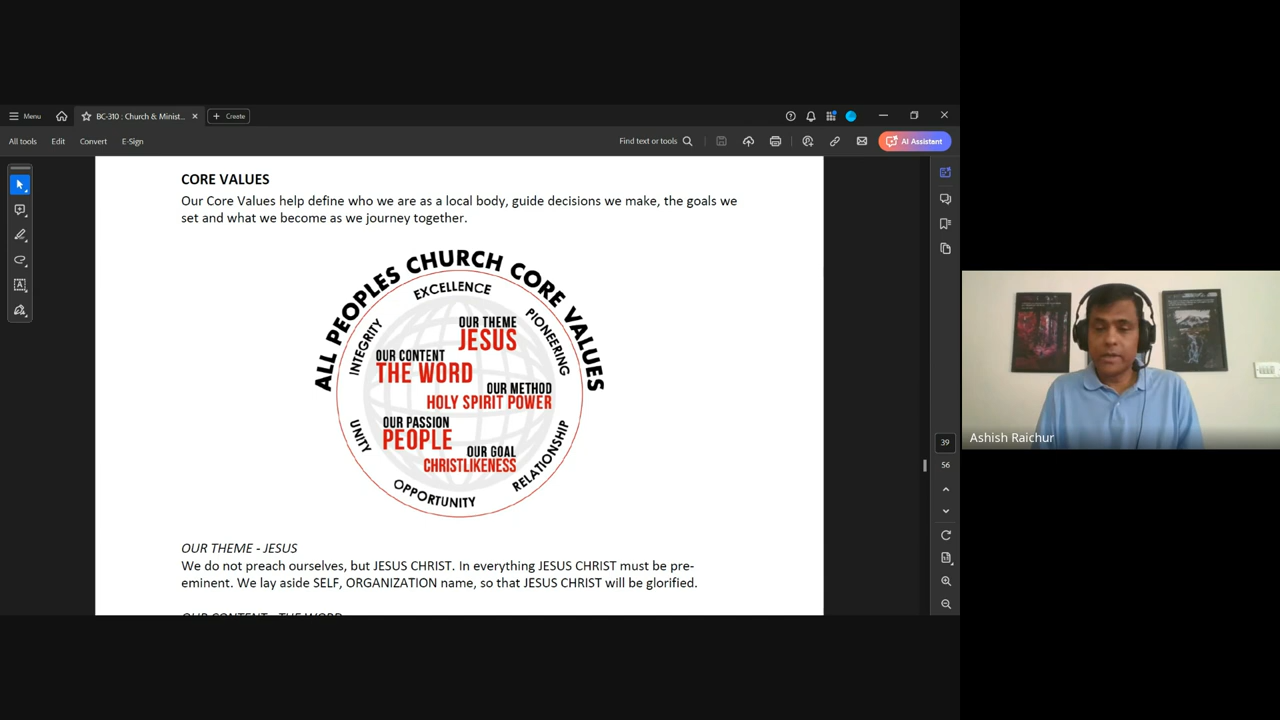 Menu
BC-310 : Church & Minist...
Create
All tools
Edit
Convert
E-Sign
Find text or tools
AI Assistant
CORE VALUES
Our Core Values help define who we are as a local body, guide decisions we make, the goals we
set and what we become as we journey together.
ALL PEOPLES CHURCH CORE VALUES
EXCELLENCE
PIONEERING
INTEGRITY
OUR THEME
JESUS
OUR CONTENT
THE WORD
OUR METHOD
HOLY SPIRIT POWER
OUR PASSION
PEOPLE
OUR GOAL
CHRISTLIKENESS
UNITY
RELATIONSHIP
OPPORTUNITY
OUR THEME - JESUS
We do not preach ourselves, but JESUS CHRIST. In everything JESUS CHRIST must be pre-
eminent. We lay aside SELF, ORGANIZATION name, so that JESUS CHRIST will be glorified.
OUR CONTENT - THE WORD
39
56
Ashish Raichur